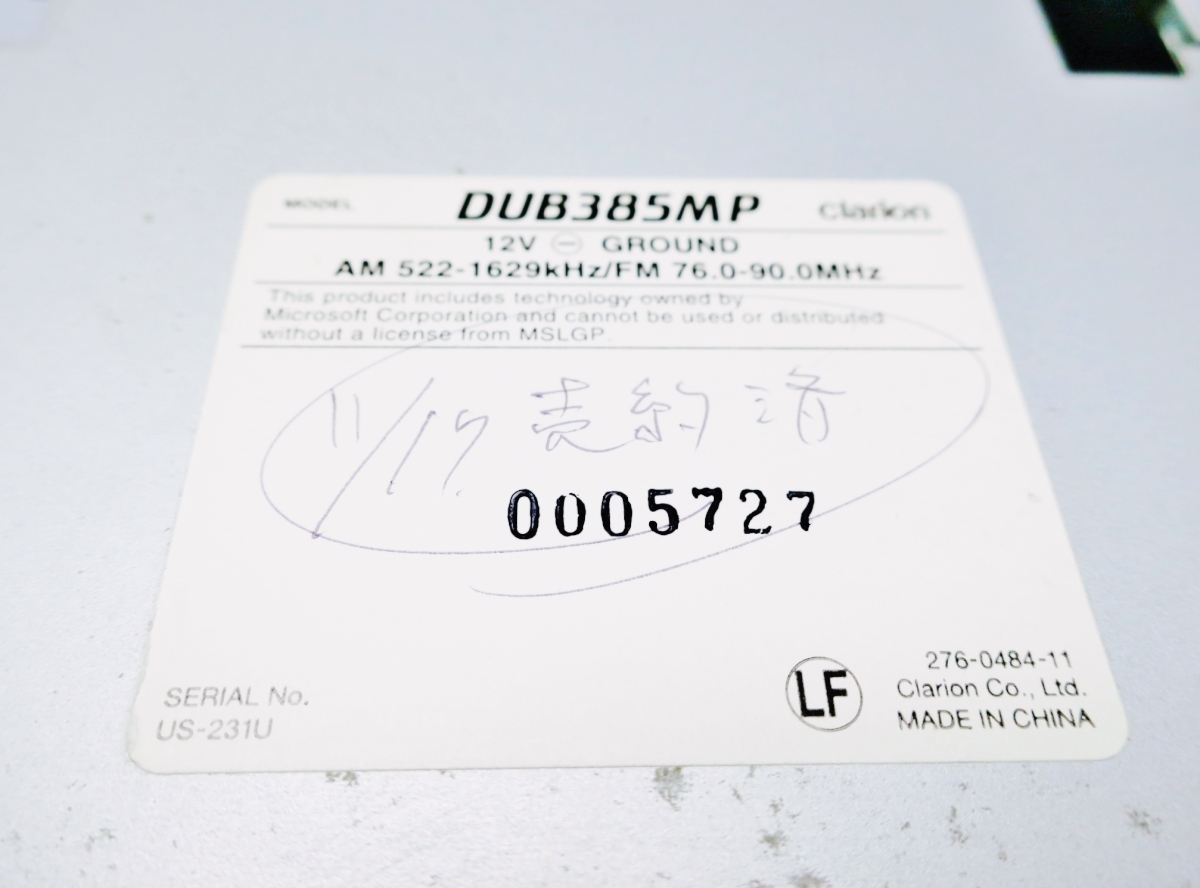 MODEL DUB385MP clarion
12V ⊖ GROUND
AM 522-1629kHz/FM 76.0-90.0MHz
This product includes technology owned by
Microsoft Corporation and cannot be used or distributed
without a license from MSLGP.
売約済
0005727
LF
276-0484-11
Clarion Co., Ltd.
MADE IN CHINA
SERIAL No.
US-231U